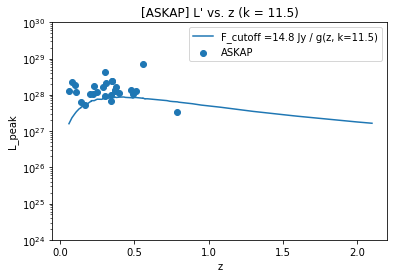 [ASKAP] L' vs. z (k = 11.5)
F_cutoff =14.8 Jy / g(z, k=11.5)
ASKAP
L_peak
10^30
10^29
10^28
10^27
10^26
10^25
10^24
0.0 0.5 1.0 1.5 2.0
z